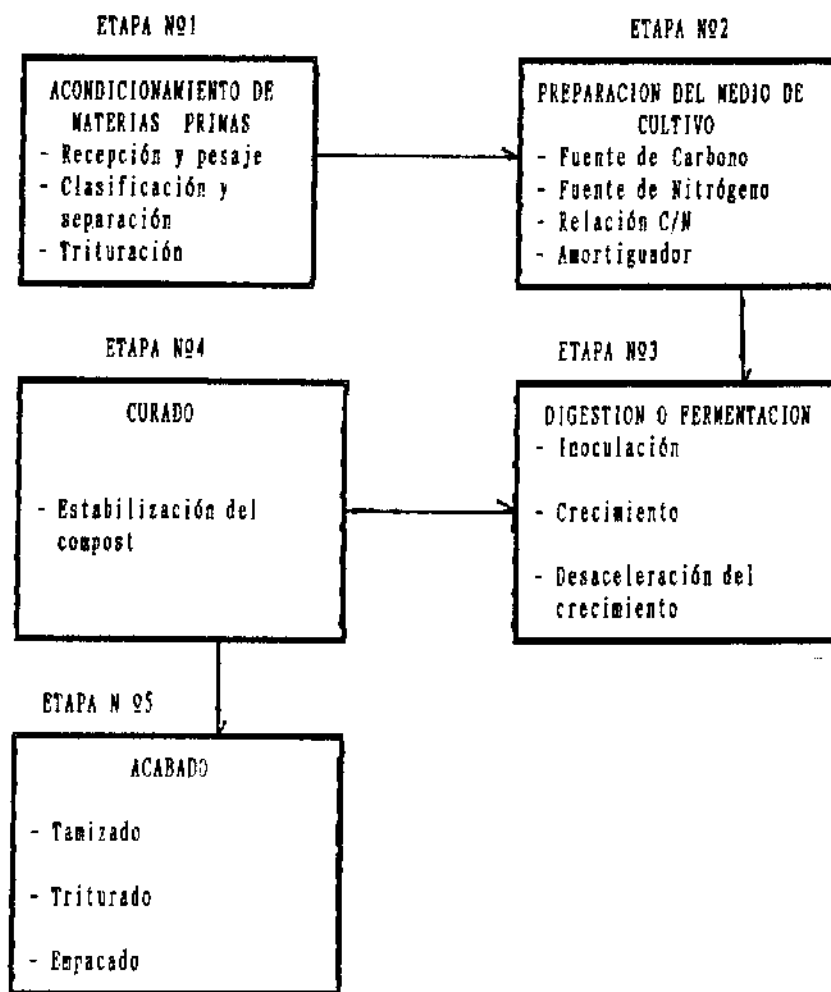 ETAPA Nº1
ACONDICIONAMIENTO DE
MATERIAS PRIMAS
- Recepción y pesaje
- Clasificación y
separación
- Trituración
ETAPA Nº2
PREPARACION DEL MEDIO DE
CULTIVO
- Fuente de Carbono
- Fuente de Nitrógeno
- Relación C/N
- Amortiguador
ETAPA Nº3
DIGESTION O FERMENTACION
- Inoculación
- Crecimiento
- Desaceleración del
crecimiento
ETAPA Nº4
CURADO
- Estabilización del
compost
ETAPA N º5
ACABADO
- Tamizado
- Triturado
- Empacado